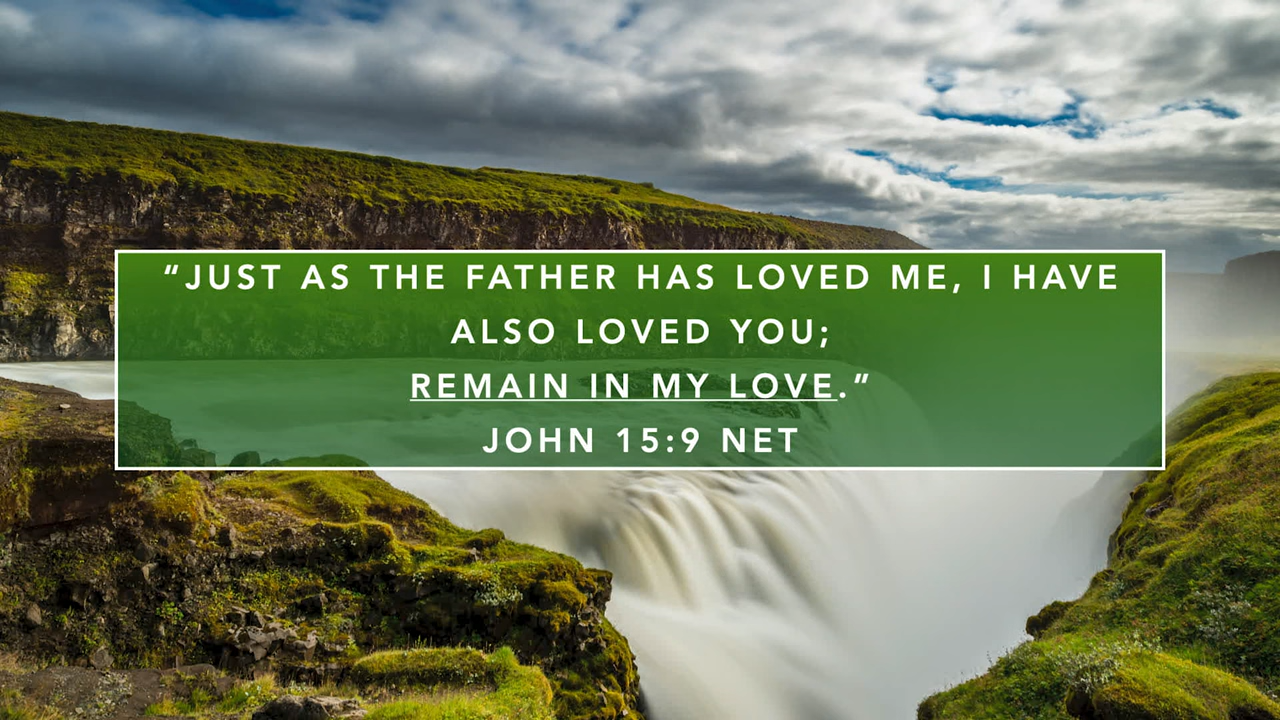 “JUST AS THE FATHER HAS LOVED ME, I HAVE
ALSO LOVED YOU;
REMAIN IN MY LOVE.”
JOHN 15:9 NET